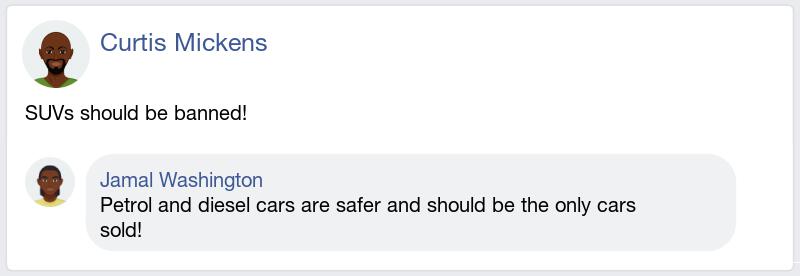 Curtis Mickens
SUVs should be banned!
Jamal Washington
Petrol and diesel cars are safer and should be the only cars
sold!